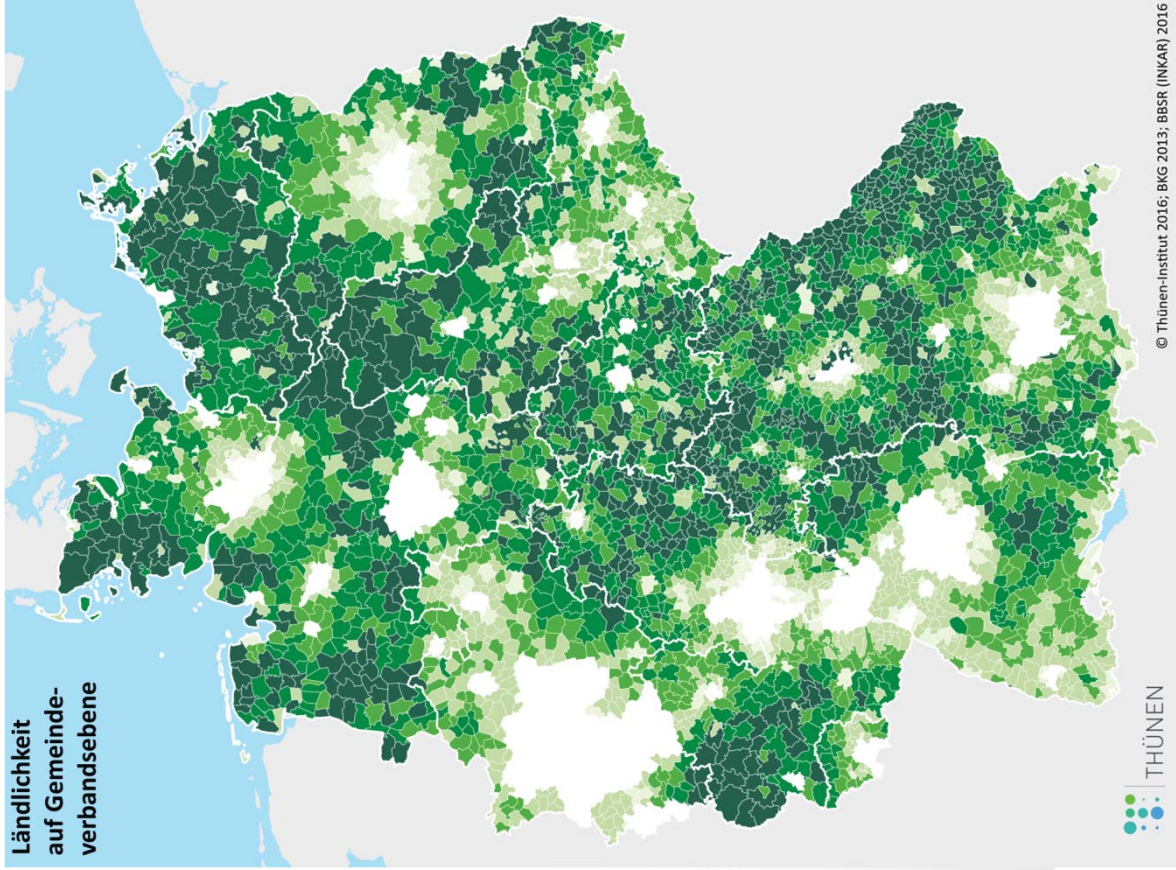 Ländlichkeit
auf Gemeinde-
verbandsebene
THÜNEN
© Thünen-Institut 2016; BKG 2013; BBSR (INKAR) 2016